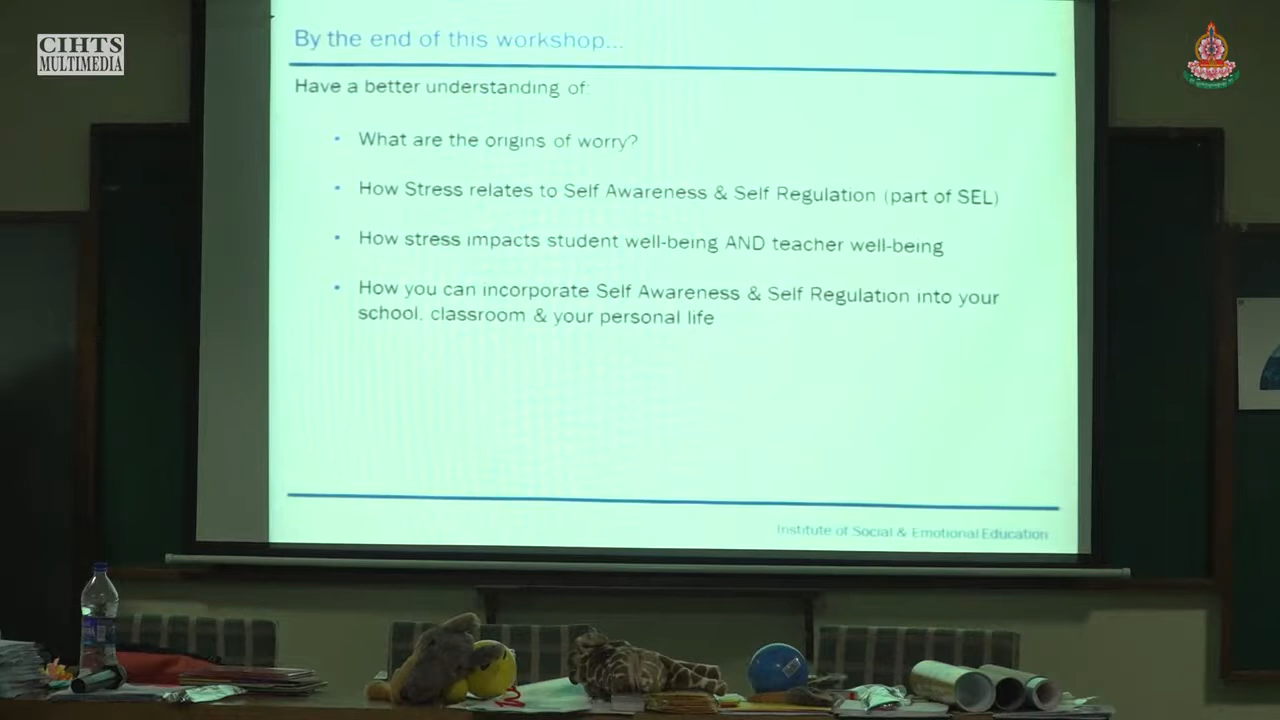 CIHTS
MULTIMEDIA
By the end of this workshop...
Have a better understanding of:
• What are the origins of worry?
• How Stress relates to Self Awareness & Self Regulation (part of SEL)
• How stress impacts student well-being AND teacher well-being
• How you can incorporate Self Awareness & Self Regulation into your
school, classroom & your personal life
Institute of Social & Emotional Education